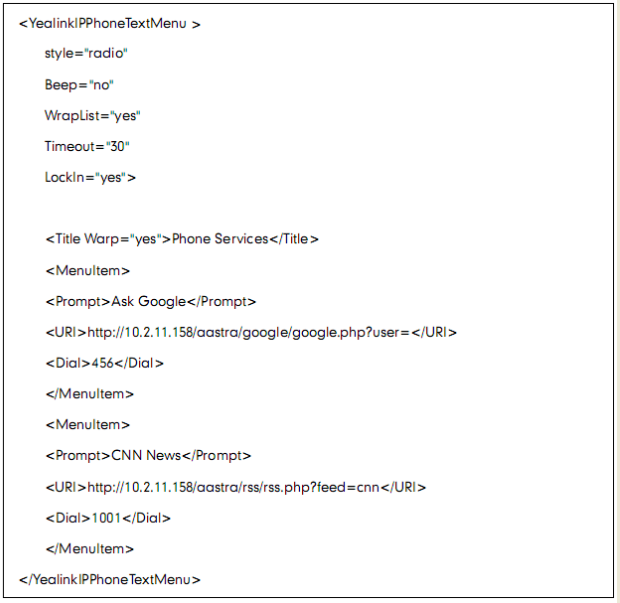 <YealinkIPPhoneTextMenu >
style="radio"
Beep="no"
WrapList="yes"
Timeout="30"
LockIn="yes">
<Title Warp="yes">Phone Services</Title>
<MenuItem>
<Prompt>Ask Google</Prompt>
<URI>http://10.2.11.158/aastra/google/google.php?user=</URI>
<Dial>456</Dial>
</MenuItem>
<MenuItem>
<Prompt>CNN News</Prompt>
<URI>http://10.2.11.158/aastra/rss/rss.php?feed=cnn</URI>
<Dial>1001</Dial>
</MenuItem>
</YealinkIPPhoneTextMenu>